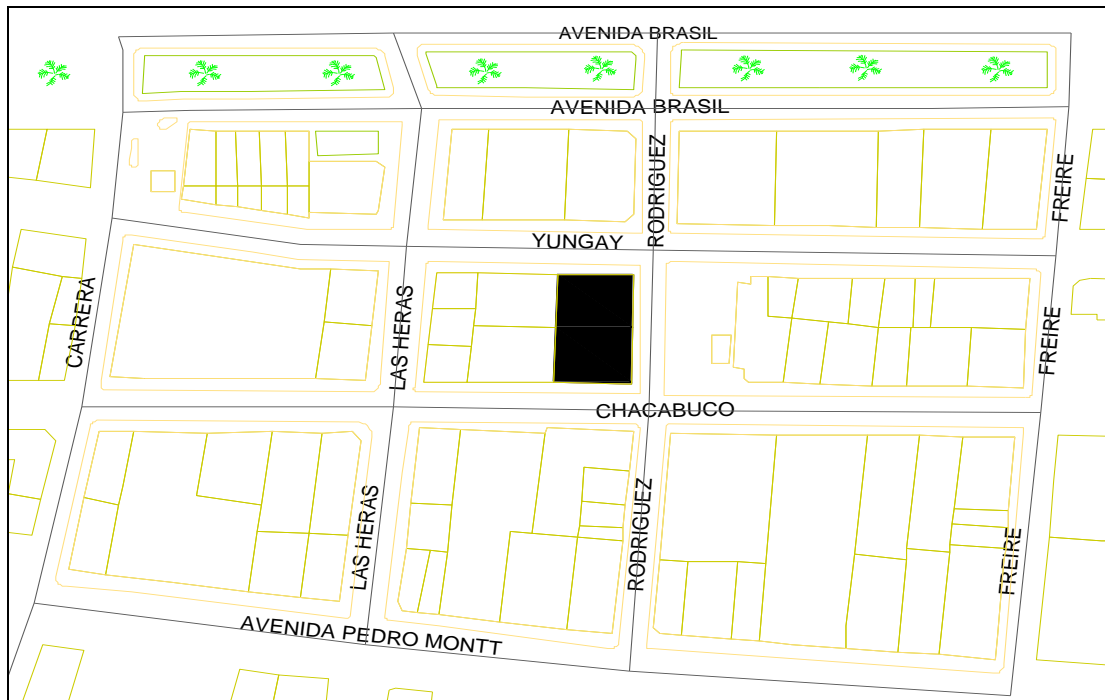 AVENIDA BRASIL
AVENIDA BRASIL
RODRIGUEZ
FREIRE
YUNGAY
CARRERA
LAS HERAS
FREIRE
CHACABUCO
LAS HERAS
RODRIGUEZ
FREIRE
AVENIDA PEDRO MONTT